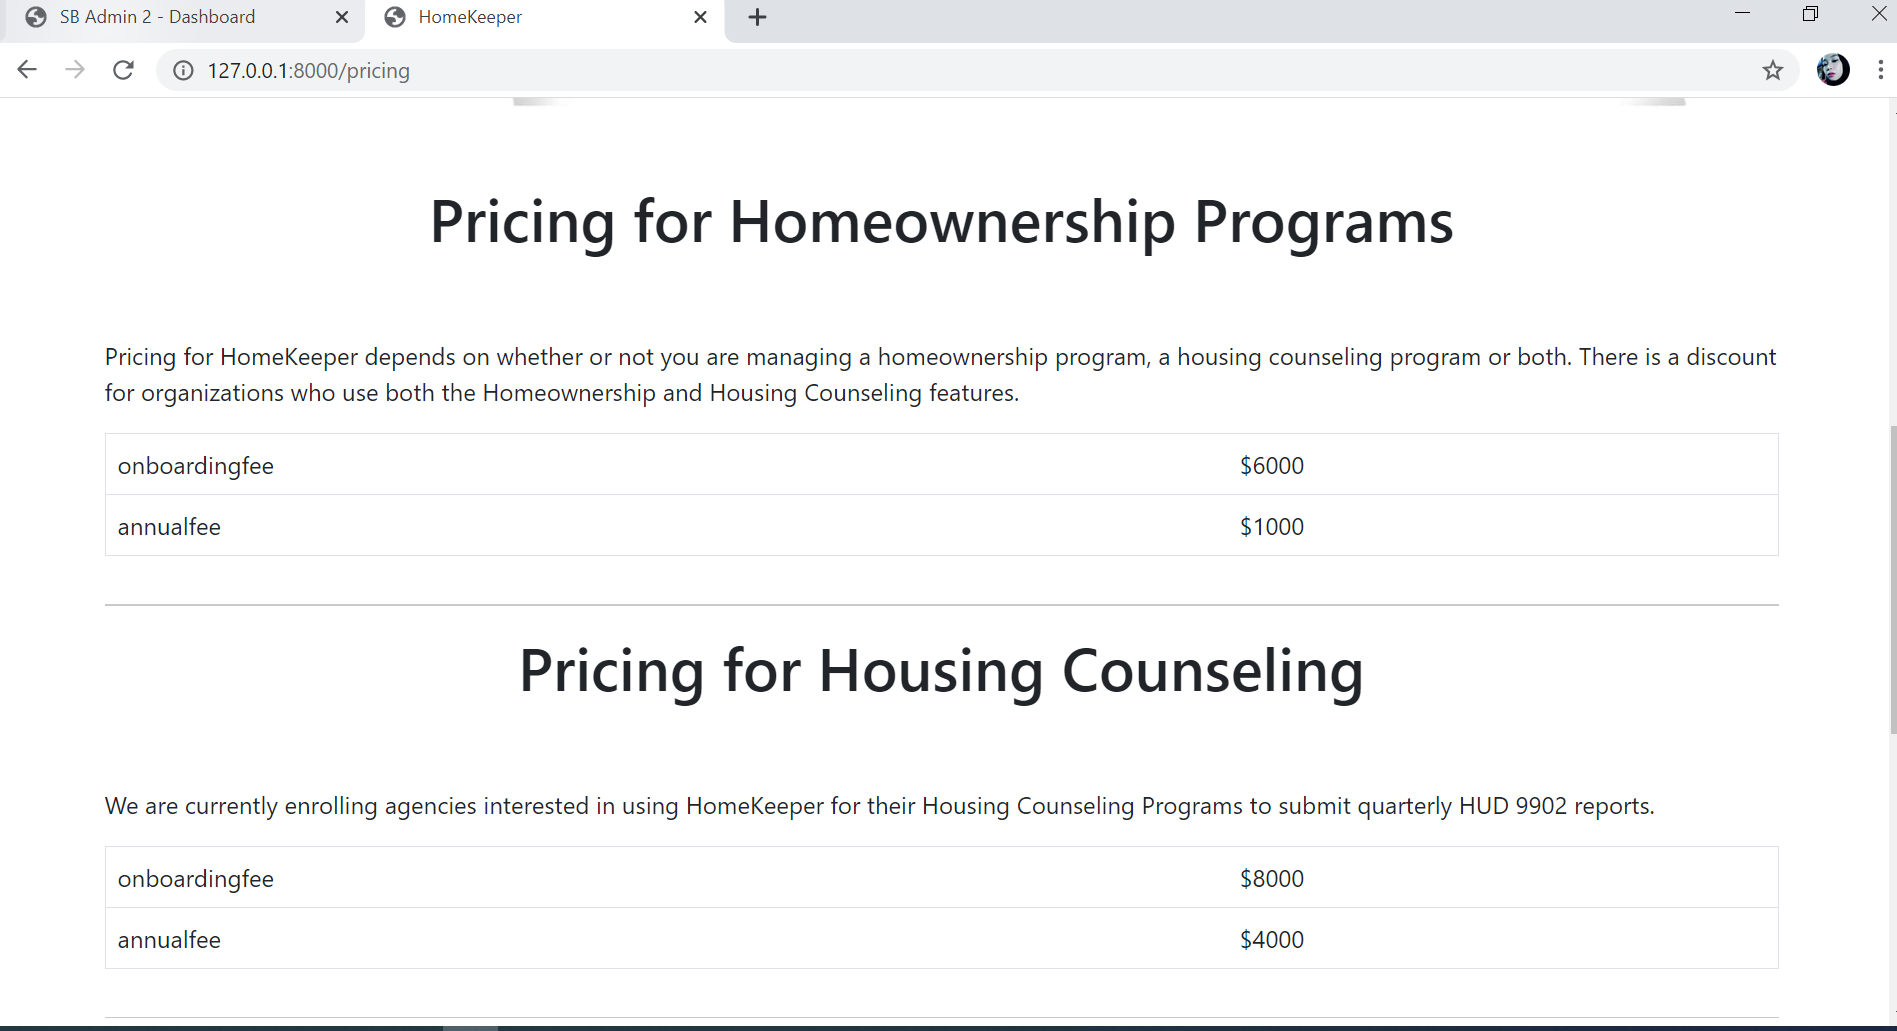 SB Admin 2 - Dashboard
HomeKeeper
127.0.0.1:8000/pricing
Pricing for Homeownership Programs
Pricing for HomeKeeper depends on whether or not you are managing a homeownership program, a housing counseling program or both. There is a discount
for organizations who use both the Homeownership and Housing Counseling features.
onboardingfee $6000
annualfee $1000
Pricing for Housing Counseling
We are currently enrolling agencies interested in using HomeKeeper for their Housing Counseling Programs to submit quarterly HUD 9902 reports.
onboardingfee $8000
annualfee $4000